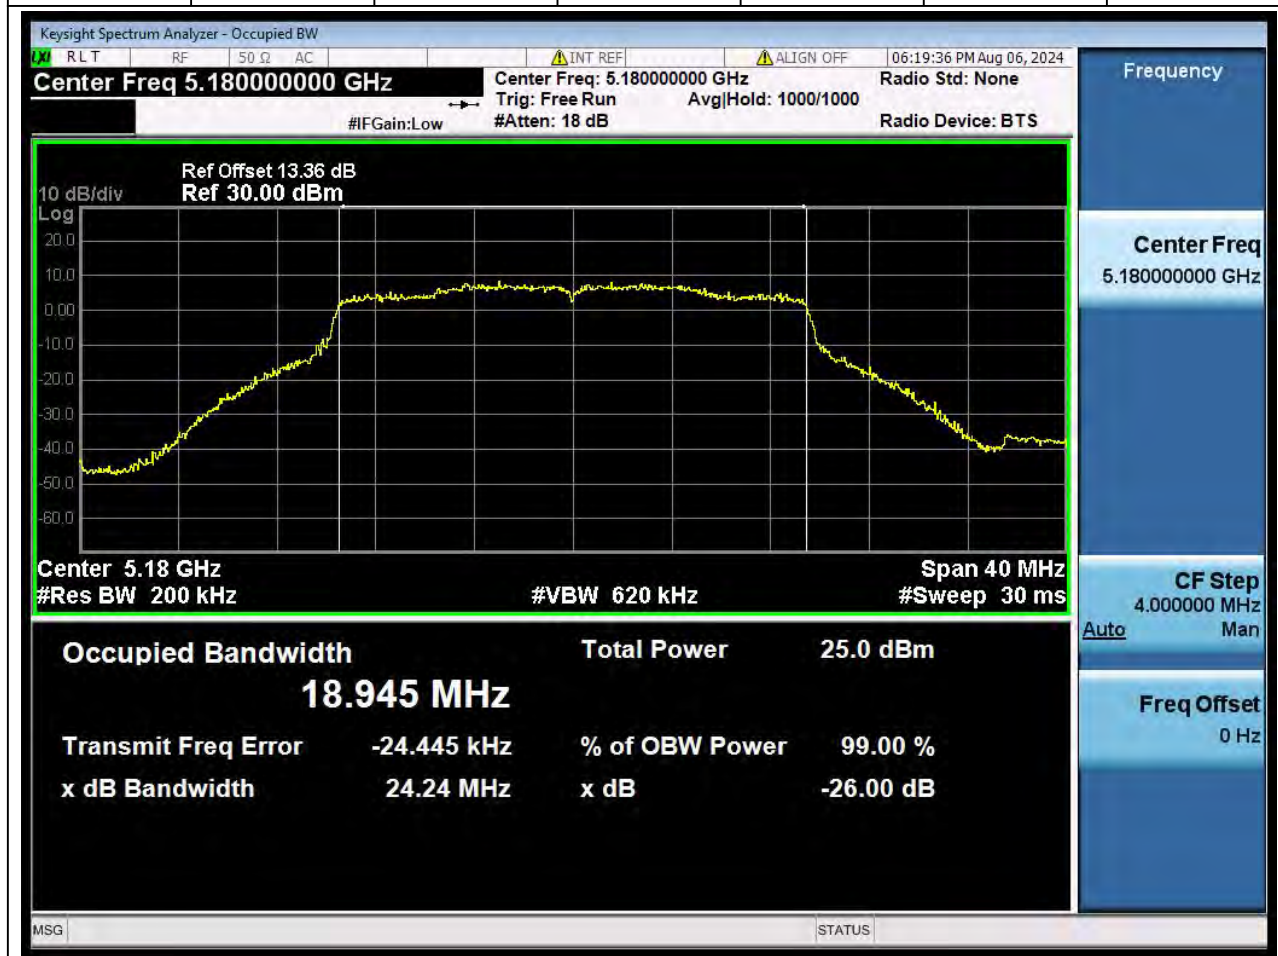 Keysight Spectrum Analyzer - Occupied BW
LXI RLT RF 50 Ω AC INT REF ALIGN OFF 06:19:36 PM Aug 06, 2024
Center Freq 5.180000000 GHz
Center Freq: 5.180000000 GHz Radio Std: None
Trig: Free Run Avg|Hold: 1000/1000
#IFGain:Low #Atten: 18 dB Radio Device: BTS
Ref Offset 13.36 dB
10 dB/div Ref 30.00 dBm
Log
20.0
10.0
0.00
-10.0
-20.0
-30.0
-40.0
-50.0
-60.0
Center 5.18 GHz Span 40 MHz
#Res BW 200 kHz #VBW 620 kHz #Sweep 30 ms
Occupied Bandwidth Total Power 25.0 dBm
18.945 MHz
Transmit Freq Error -24.445 kHz % of OBW Power 99.00 %
x dB Bandwidth 24.24 MHz x dB -26.00 dB
MSG STATUS
Frequency
Center Freq
5.180000000 GHz
CF Step
4.000000 MHz
Auto Man
Freq Offset
0 Hz